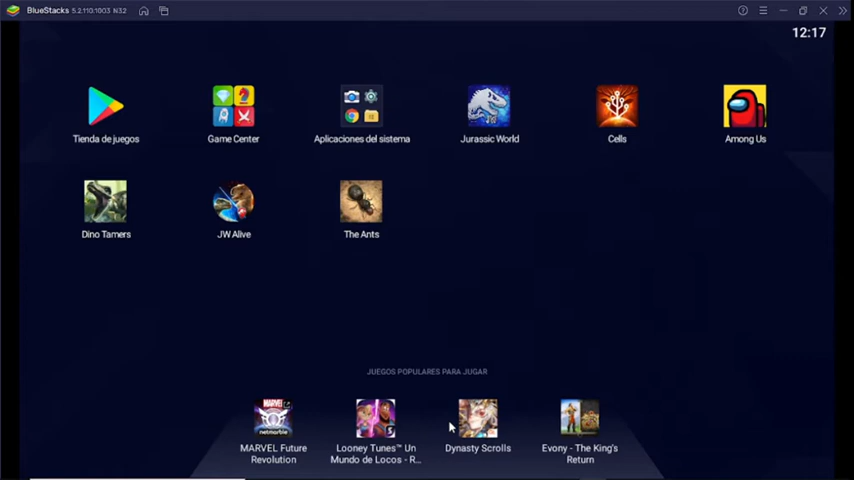 BlueStacks 5.2.110.1003 N32
12:17
Tienda de juegos
Game Center
Aplicaciones del sistema
Jurassic World
Cells
Among Us
Dino Tamers
JW Alive
The Ants
JUEGOS POPULARES PARA JUGAR
MARVEL
netmarble
MARVEL Future
Revolution
Looney Tunes™ Un
Mundo de Locos - R...
Dynasty Scrolls
Evony - The King's
Return